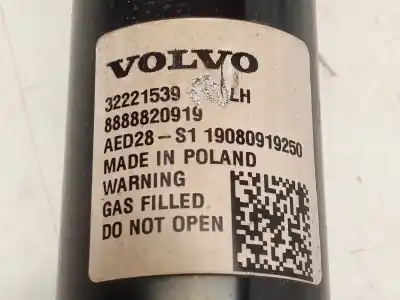 VOLVO
32221539 LH
8888820919
AED28-S1 19080919250
MADE IN POLAND
WARNING
GAS FILLED
DO NOT OPEN